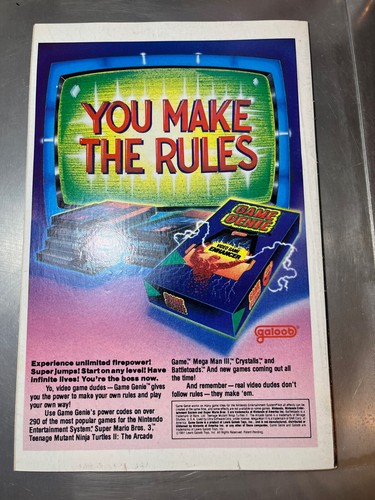 YOU MAKE
THE RULES
GAME
GENIE
VIDEO GAME
ENHANCER
GAME
GENIE
galoob®
Experience unlimited firepower!
Super jumps! Start on any level! Have
infinite lives! You're the boss now.
Yo, video game dudes—Game Genie™ gives
you the power to make your own rules and play
your own way!
Use Game Genie's power codes on over
290 of the most popular games for the Nintendo
Entertainment System®: Super Mario Bros. 3,™
Teenage Mutant Ninja Turtles II: The Arcade
Game,™ Mega Man III,™ Crystalis,™ and
Battletoads.™ And new games coming out all
the time!
And remember—real video dudes don't
follow rules—they make 'em.